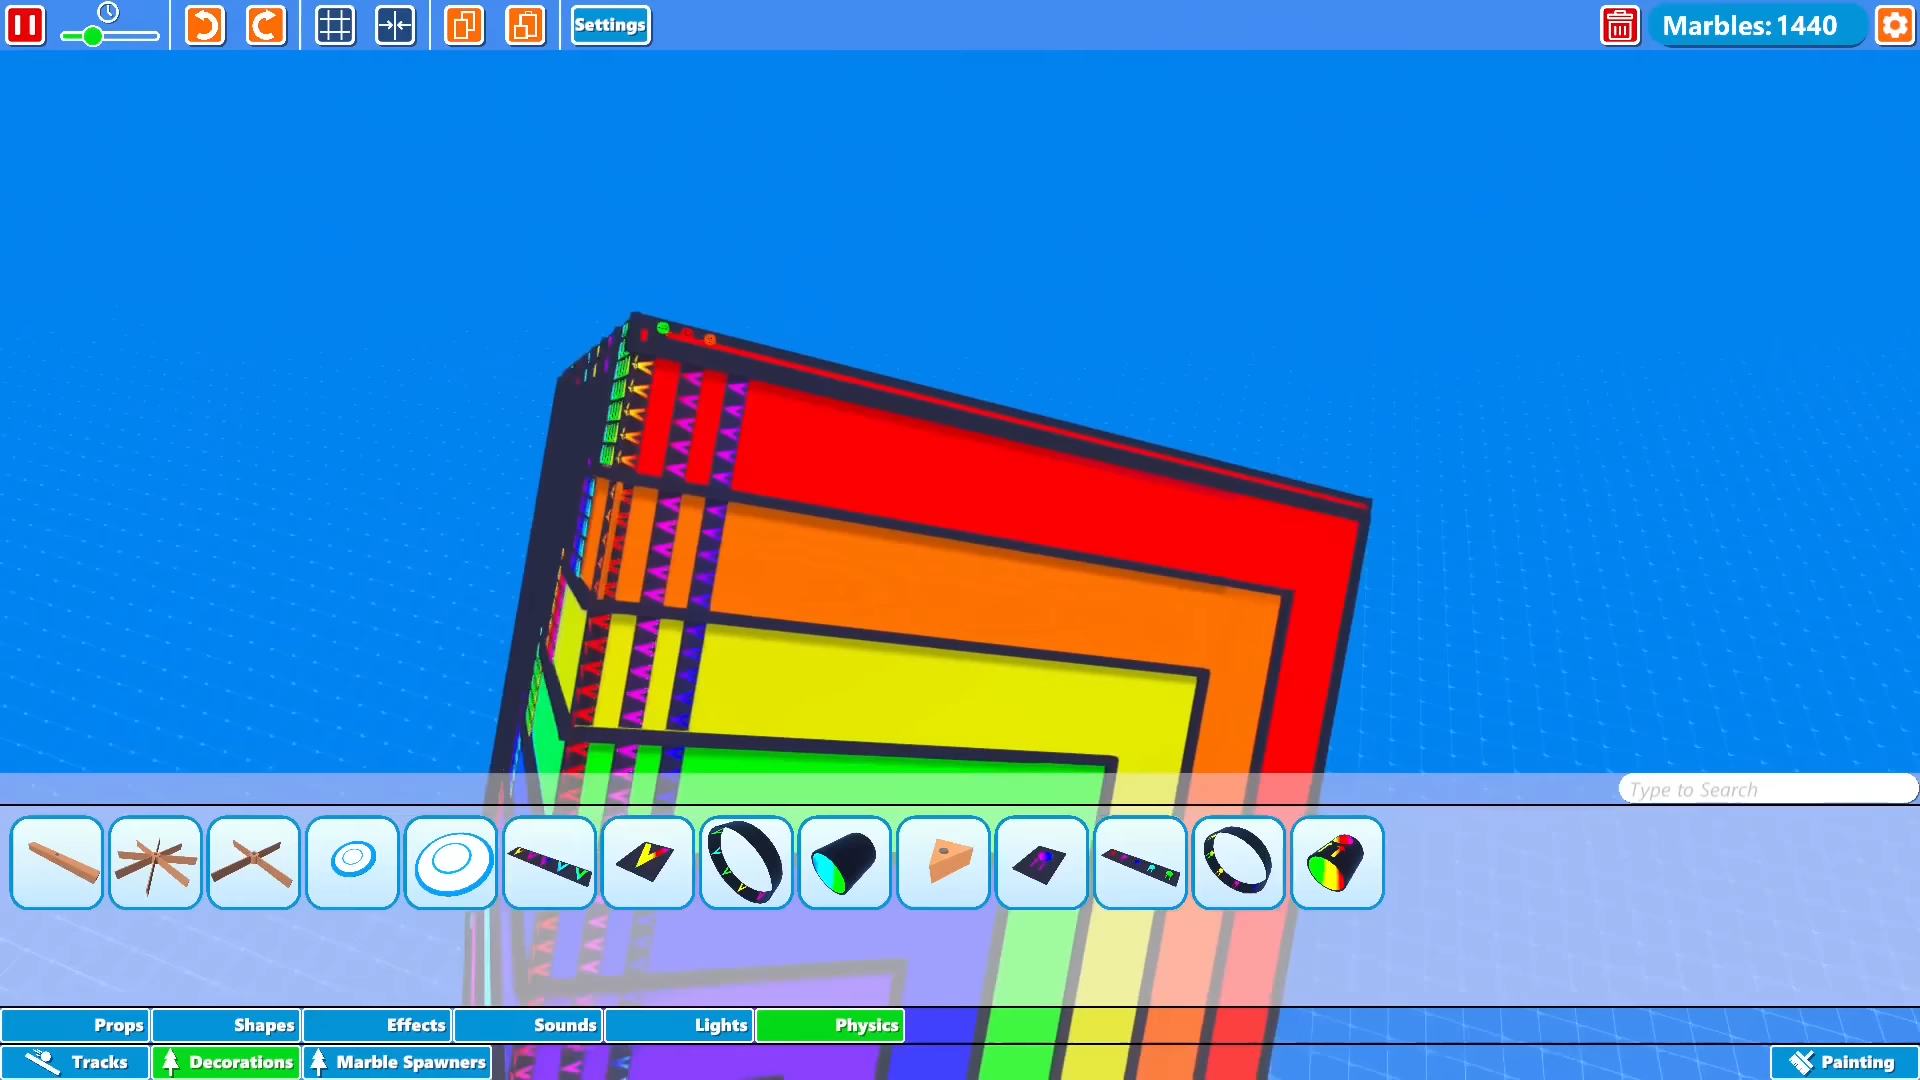 Settings
Marbles: 1440
Type to Search
Props
Shapes
Effects
Sounds
Lights
Physics
Tracks
Decorations
Marble Spawners
Painting